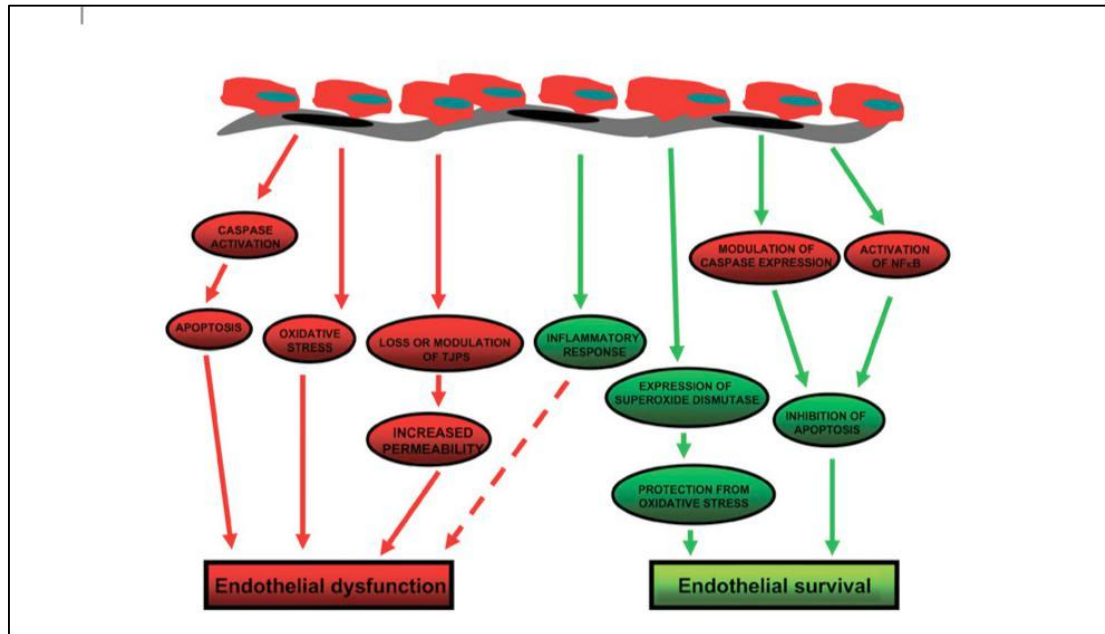 CASPASE
ACTIVATION
MODULATION OF
CASPASE EXPRESSION
ACTIVATION
OF NFκB
APOPTOSIS
OXIDATIVE
STRESS
LOSS OR MODULATION
OF TJPS
INFLAMMATORY
RESPONSE
EXPRESSION OF
SUPEROXIDE DISMUTASE
INHIBITION OF
APOPTOSIS
INCREASED
PERMEABILITY
PROTECTION FROM
OXIDATIVE STRESS
Endothelial dysfunction
Endothelial survival